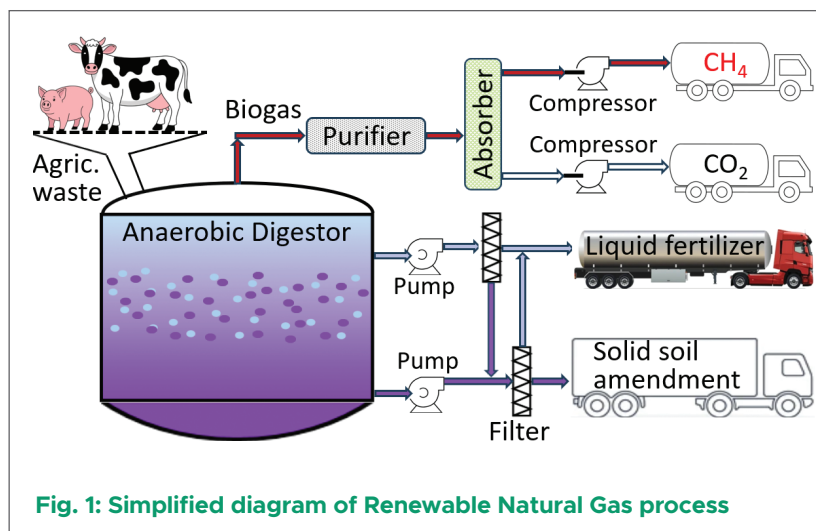 Agric.
waste
Biogas
Purifier
Absorber
Compressor
CH4
Compressor
CO2
Anaerobic Digestor
Pump
Liquid fertilizer
Pump
Filter
Solid soil
amendment
Fig. 1: Simplified diagram of Renewable Natural Gas process